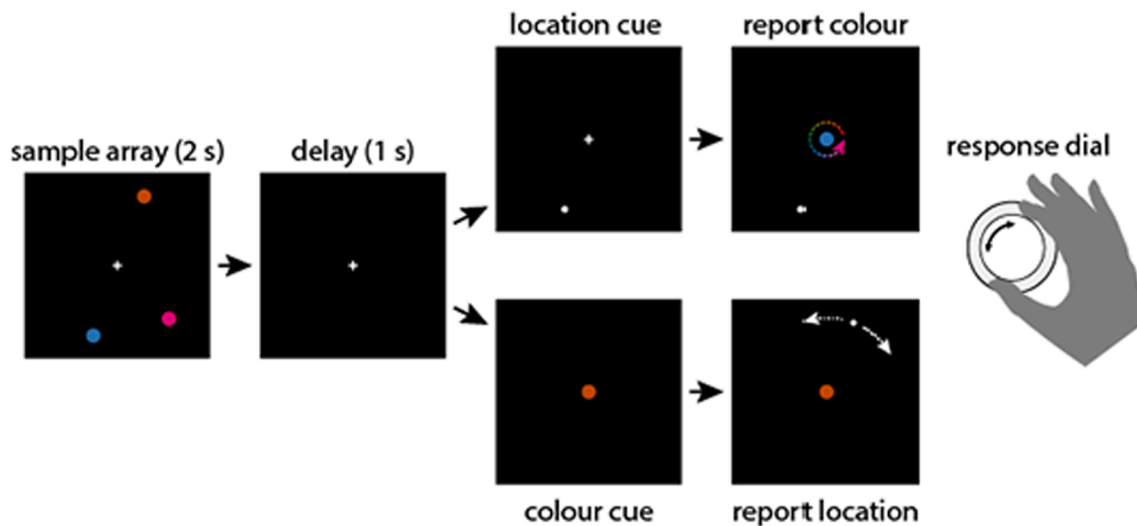 location cue
report colour
sample array (2 s)
delay (1 s)
response dial
colour cue
report location